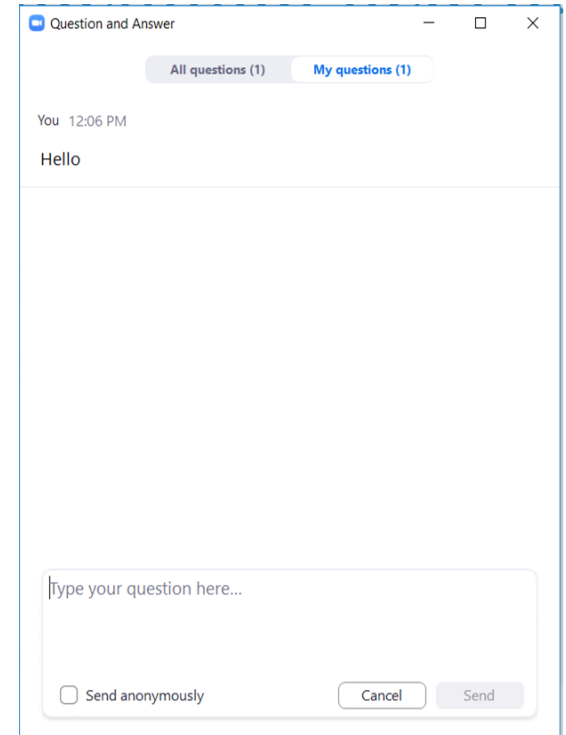 Question and Answer
All questions (1) My questions (1)
You 12:06 PM
Hello
Type your question here...
Send anonymously Cancel Send